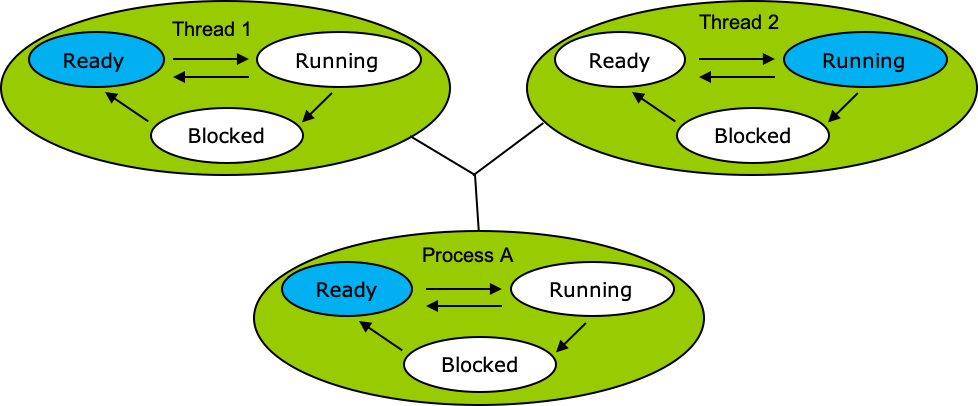 Thread 1
Ready
Running
Blocked
Thread 2
Ready
Running
Blocked
Process A
Ready
Running
Blocked